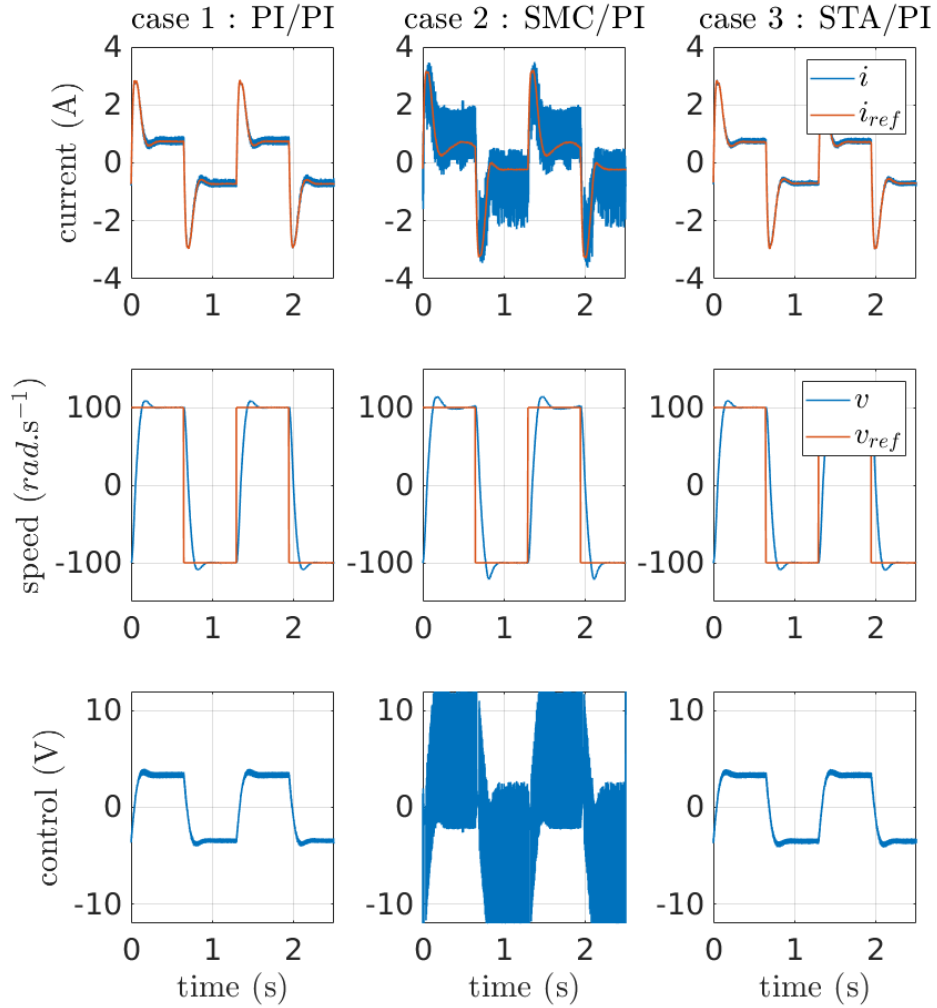 case 1 : PI/PI
case 2 : SMC/PI
case 3 : STA/PI
current (A)
4
2
0
-2
-4
0 1 2
4
2
0
-2
-4
0 1 2
4
2
0
-2
-4
0 1 2
i
i_ref
speed (rad.s⁻¹)
100
0
-100
0 1 2
100
0
-100
0 1 2
100
0
-100
0 1 2
v
v_ref
control (V)
10
0
-10
0 1 2
time (s)
10
0
-10
0 1 2
time (s)
10
0
-10
0 1 2
time (s)